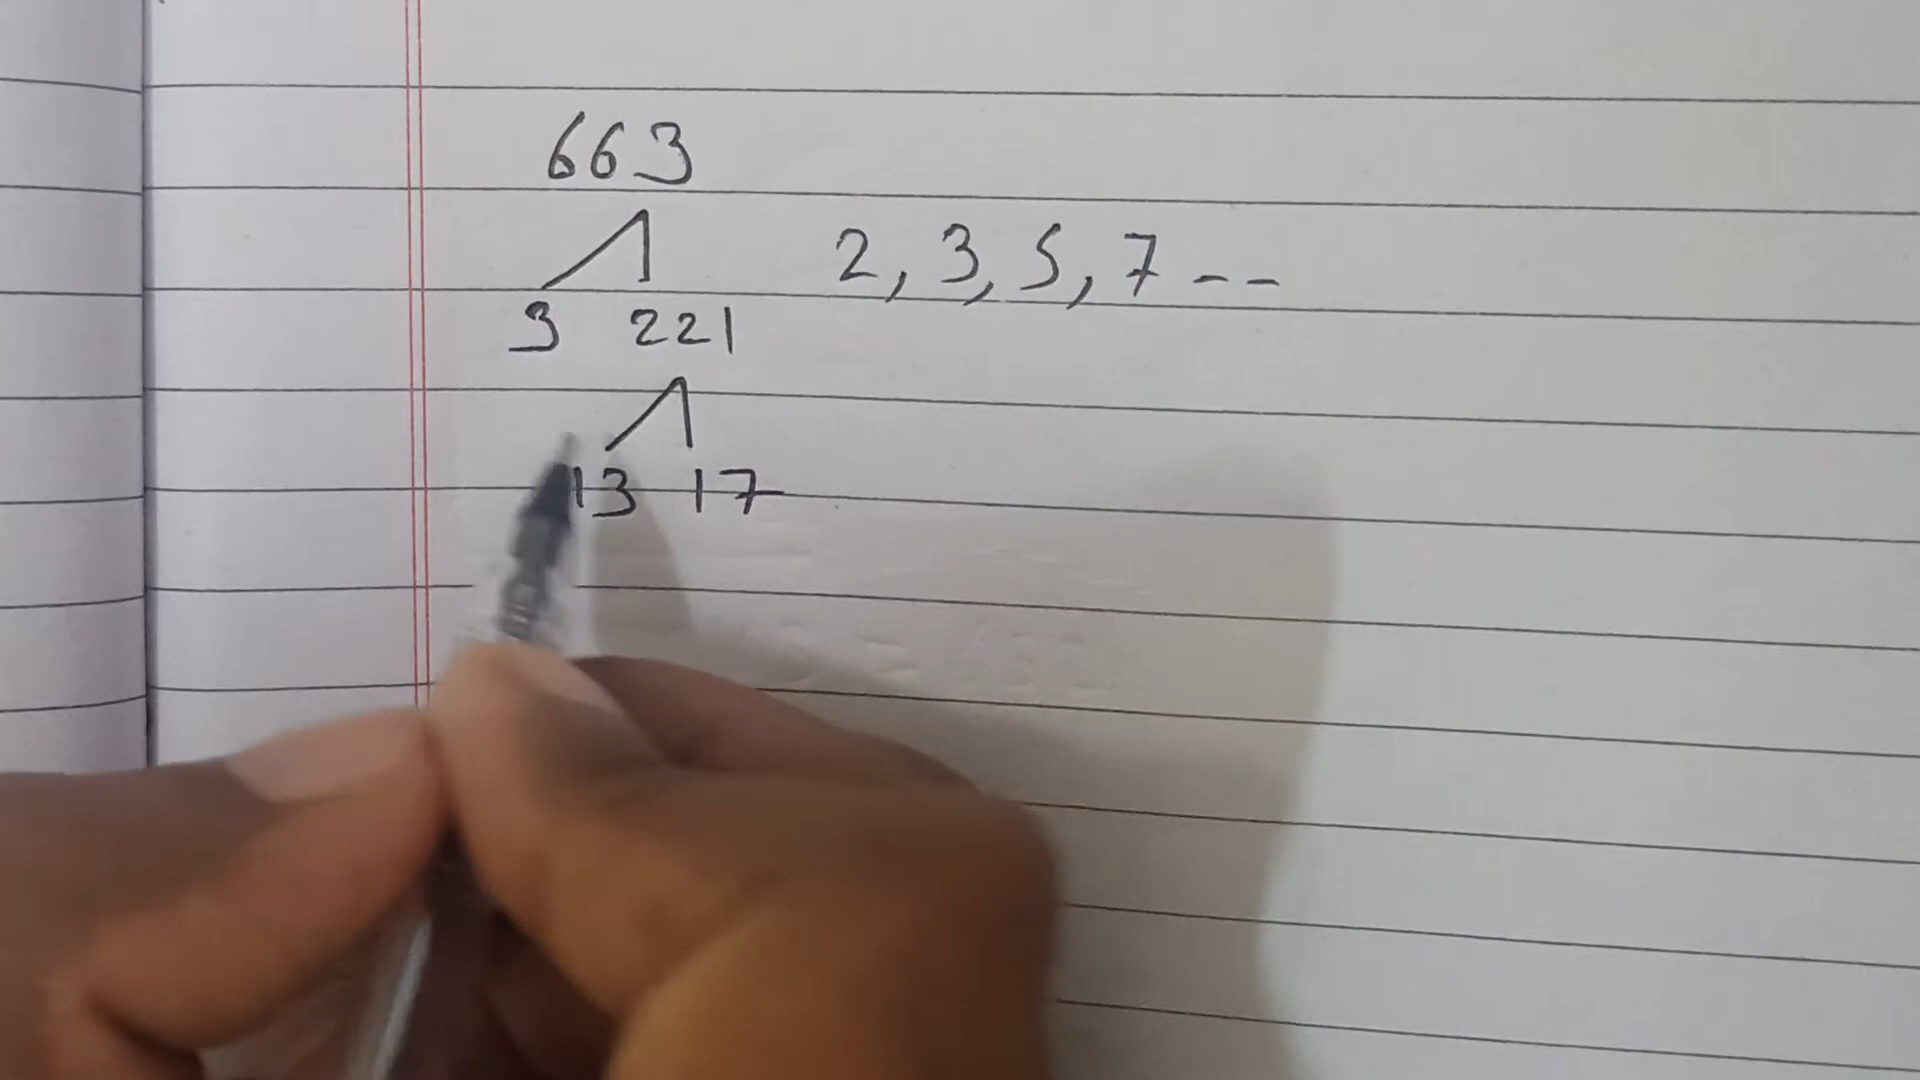 663
2, 3, 5, 7 --
3 221
13 17